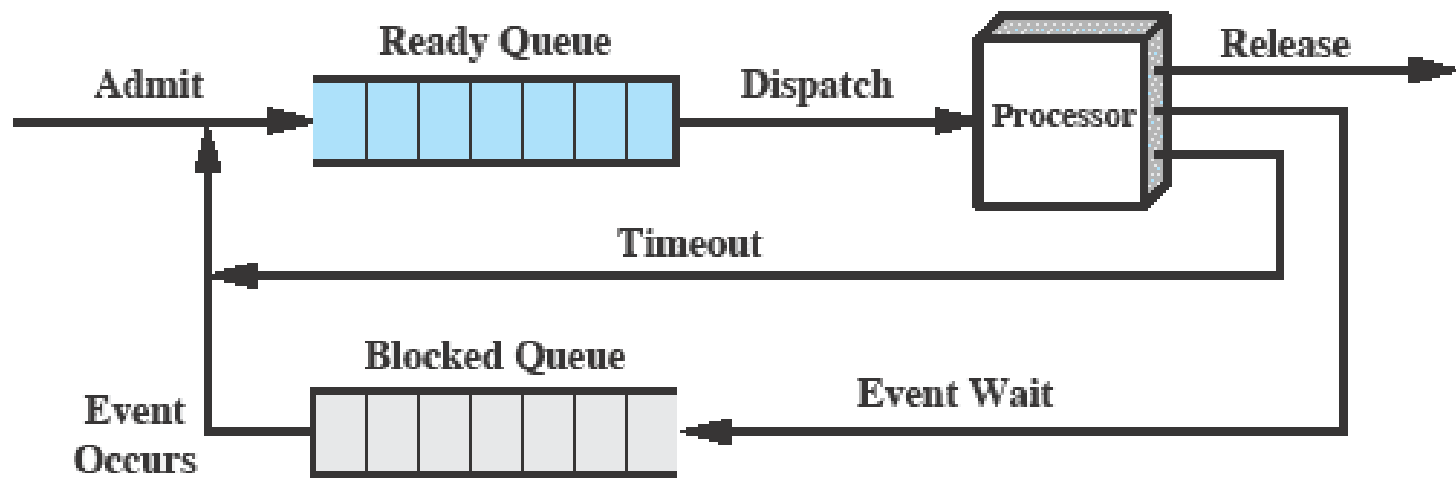 Ready Queue
Release
Admit
Dispatch
Processor
Timeout
Blocked Queue
Event Wait
Event
Occurs